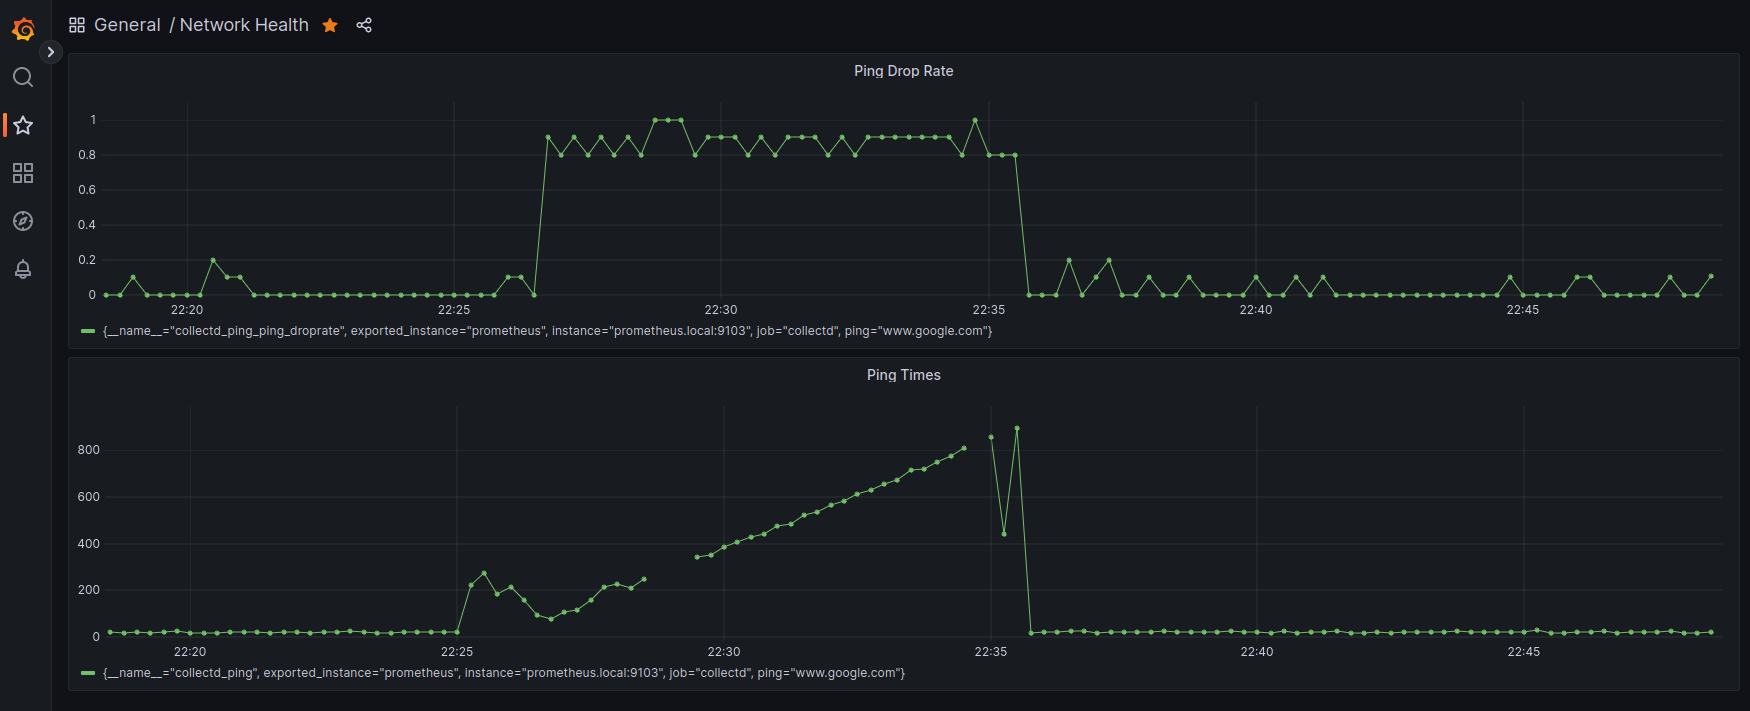 General / Network Health
Ping Drop Rate
1
0.8
0.6
0.4
0.2
0
22:20 22:25 22:30 22:35 22:40 22:45
{__name__="collectd_ping_ping_droprate", exported_instance="prometheus", instance="prometheus.local:9103", job="collectd", ping="www.google.com"}
Ping Times
800
600
400
200
0
22:20 22:25 22:30 22:35 22:40 22:45
{__name__="collectd_ping", exported_instance="prometheus", instance="prometheus.local:9103", job="collectd", ping="www.google.com"}